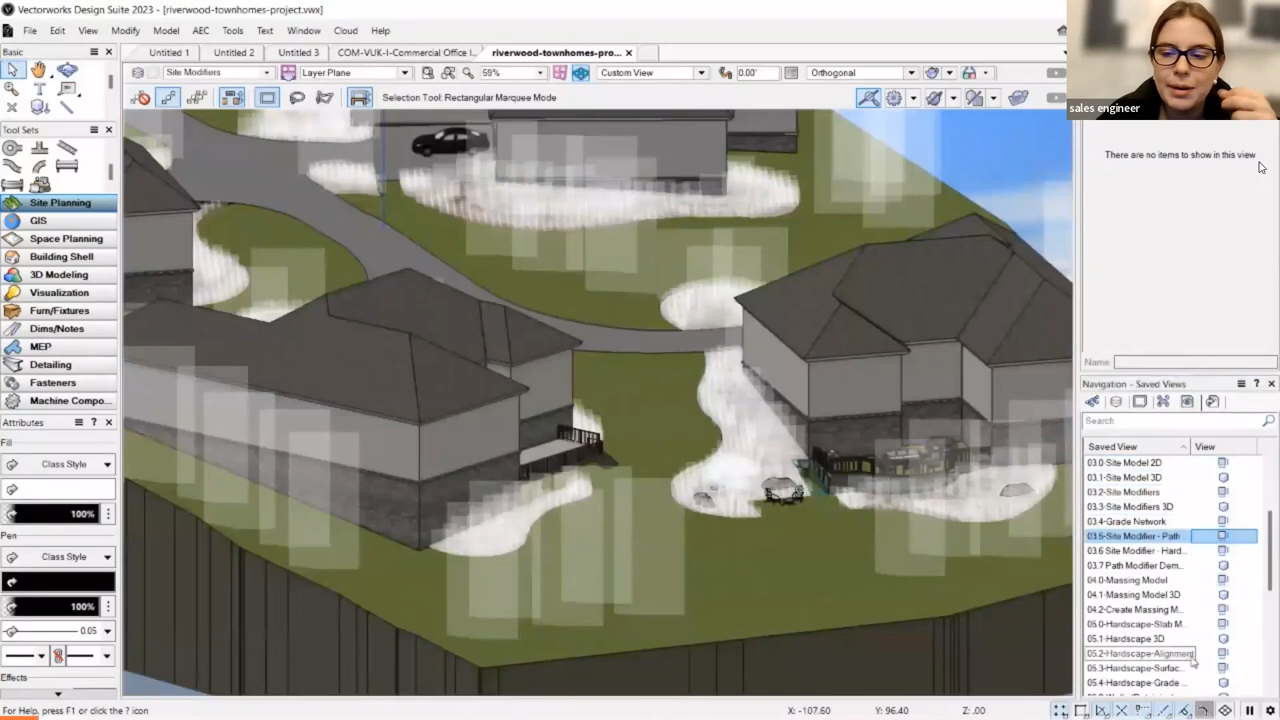 Vectorworks Design Suite 2023 - [riverwood-townhomes-project.vwx]
File Edit View Modify Model AEC Tools Text Window Cloud Help
Basic
Untitled 1 Untitled 2 Untitled 3 COM-VUK-I-Commercial Office I... riverwood-townhomes-pro...
Site Modifiers Layer Plane 59% Custom View 0.00' Orthogonal
Selection Tool: Rectangular Marquee Mode
sales engineer
Tool Sets
Site Planning
GIS
Space Planning
Building Shell
3D Modeling
Visualization
Furn/Fixtures
Dims/Notes
MEP
Detailing
Fasteners
Machine Compo...
Attributes
Fill
Class Style
100%
Pen
Class Style
100%
0.05
Effects
There are no items to show in this view
Name
Navigation - Saved Views
Search
Saved View View
03.0-Site Model 2D
03.1-Site Model 3D
03.2-Site Modifiers
03.3-Site Modifiers 3D
03.4-Grade Network
03.5-Site Modifier - Path
03.6 Site Modifier - Hard...
03.7 Path Modifier Dem...
04.0-Massing Model
04.1-Massing Model 3D
04.2-Create Massing M...
05.0-Hardscape-Slab M...
05.1-Hardscape 3D
05.2-Hardscape-Alignment
05.3-Hardscape-Surfac...
05.4-Hardscape-Grade ...
For Help, press F1 or click the ? icon
X: -107.60 Y: 96.40 Z: .00